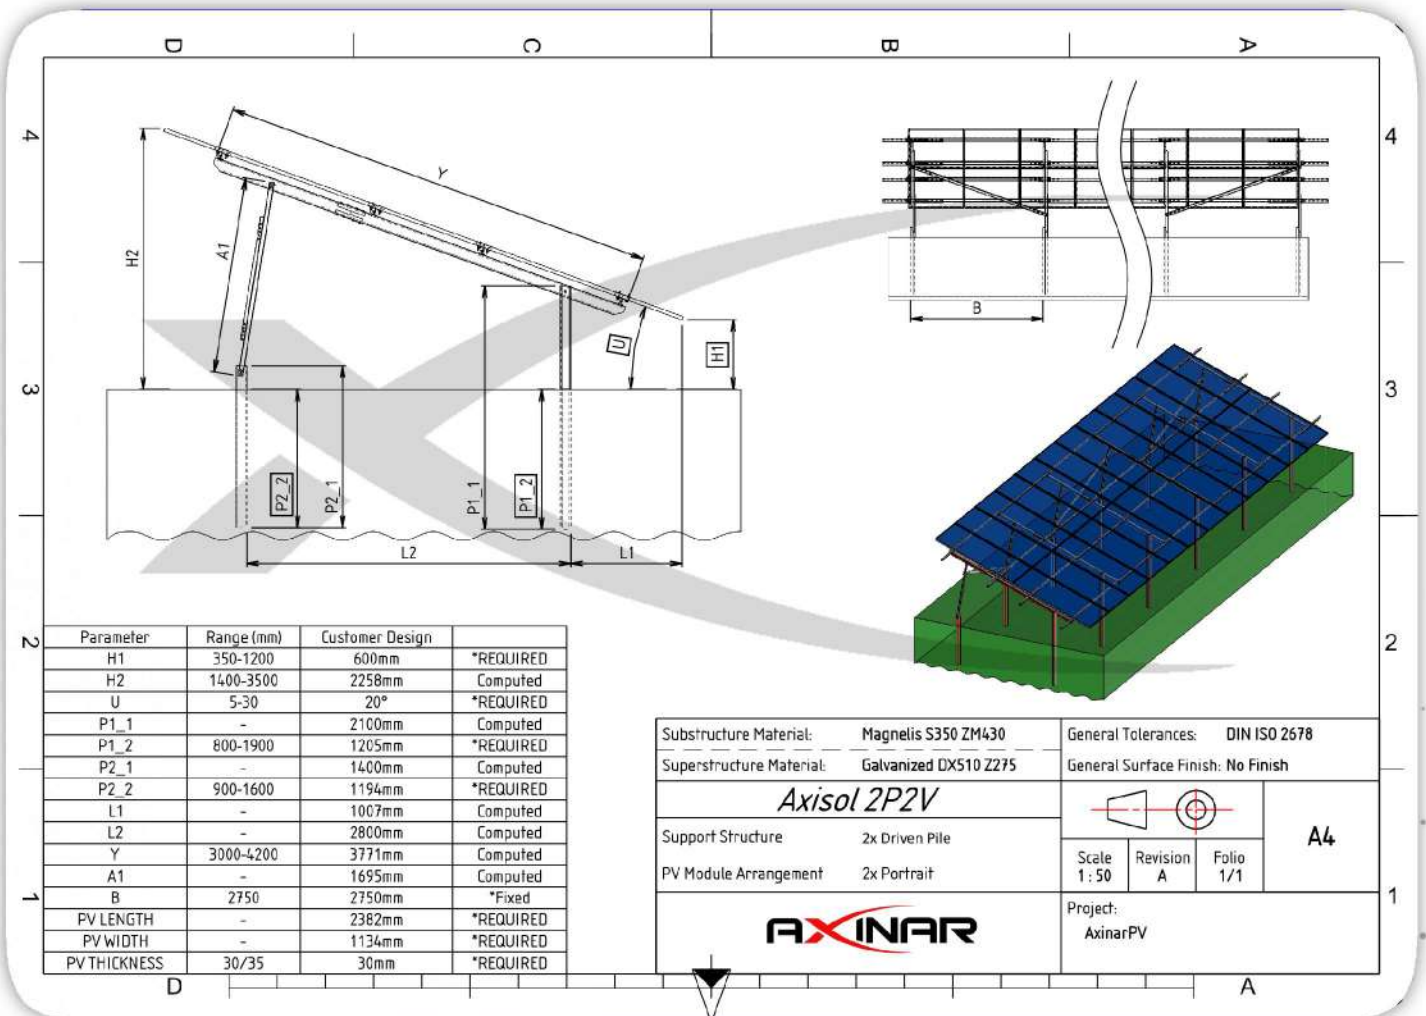 D C B A
4 4
3 3
2 2
1 1
H2
A1
Y
U
H1
P2_2
P2_1
P1_1
P1_2
L2
L1
B
Parameter Range (mm) Customer Design
H1 350-1200 600mm *REQUIRED
H2 1400-3500 2258mm Computed
U 5-30 20° *REQUIRED
P1_1 - 2100mm Computed
P1_2 800-1900 1205mm *REQUIRED
P2_1 - 1400mm Computed
P2_2 900-1600 1194mm *REQUIRED
L1 - 1007mm Computed
L2 - 2800mm Computed
Y 3000-4200 3771mm Computed
A1 - 1695mm Computed
B 2750 2750mm *Fixed
PV LENGTH - 2382mm *REQUIRED
PV WIDTH - 1134mm *REQUIRED
PV THICKNESS 30/35 30mm *REQUIRED
Substructure Material: Magnelis S350 ZM430
Superstructure Material: Galvanized DX51D Z275
General Tolerances: DIN ISO 2678
General Surface Finish: No Finish
Axisol 2P2V
Support Structure 2x Driven Pile
PV Module Arrangement 2x Portrait
Scale
1 : 50
Revision
A
Folio
1/1
A4
AXINAR
Project:
AxinarPV
D A